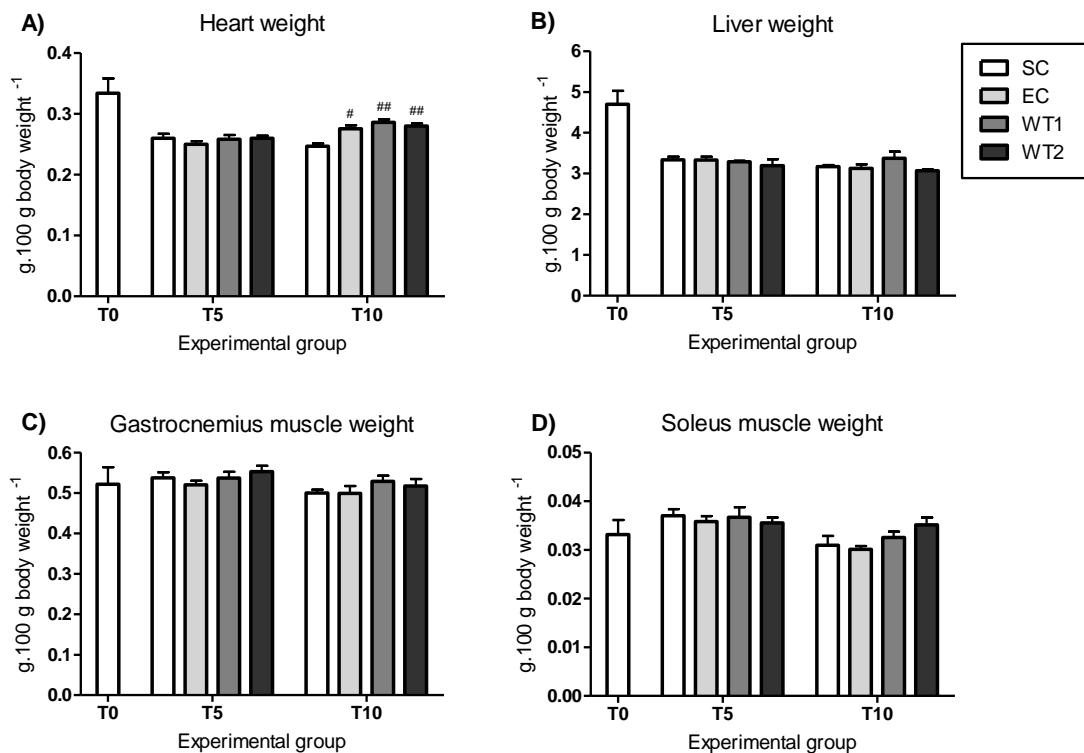 A)
Heart weight
g.100 g body weight -1
0.4
0.3
0.2
0.1
0.0
#
##
##
T0
T5
T10
Experimental group
B)
Liver weight
g.100 g body weight -1
6
5
4
3
2
1
0
T0
T5
T10
Experimental group
SC
EC
WT1
WT2
C)
Gastrocnemius muscle weight
g.100 g body weight -1
0.6
0.5
0.4
0.3
0.2
0.1
0.0
T0
T5
T10
Experimental group
D)
Soleus muscle weight
g.100 g body weight -1
0.05
0.04
0.03
0.02
0.01
0.00
T0
T5
T10
Experimental group